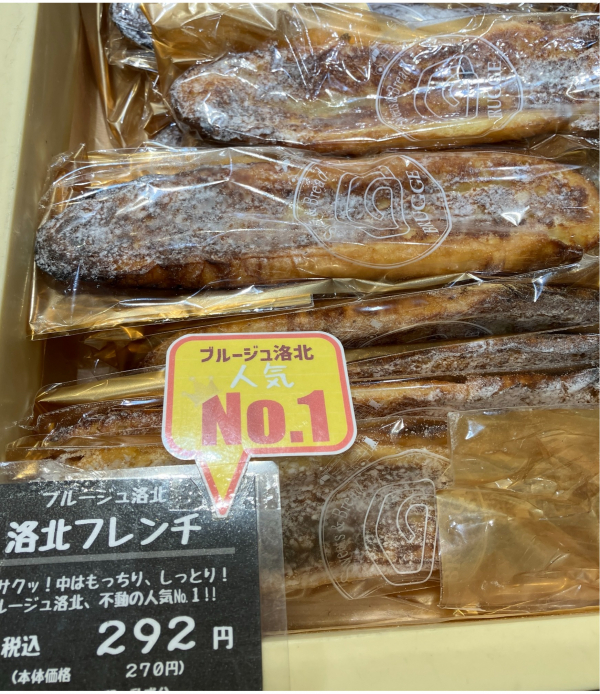 ブルージュ洛北
人気
No.1
ブルージュ洛北
洛北フレンチ
サクッ！中はもっちり、しっとり！
ルージュ洛北、不動の人気No.1！！
税込 292円
（本体価格 270円）